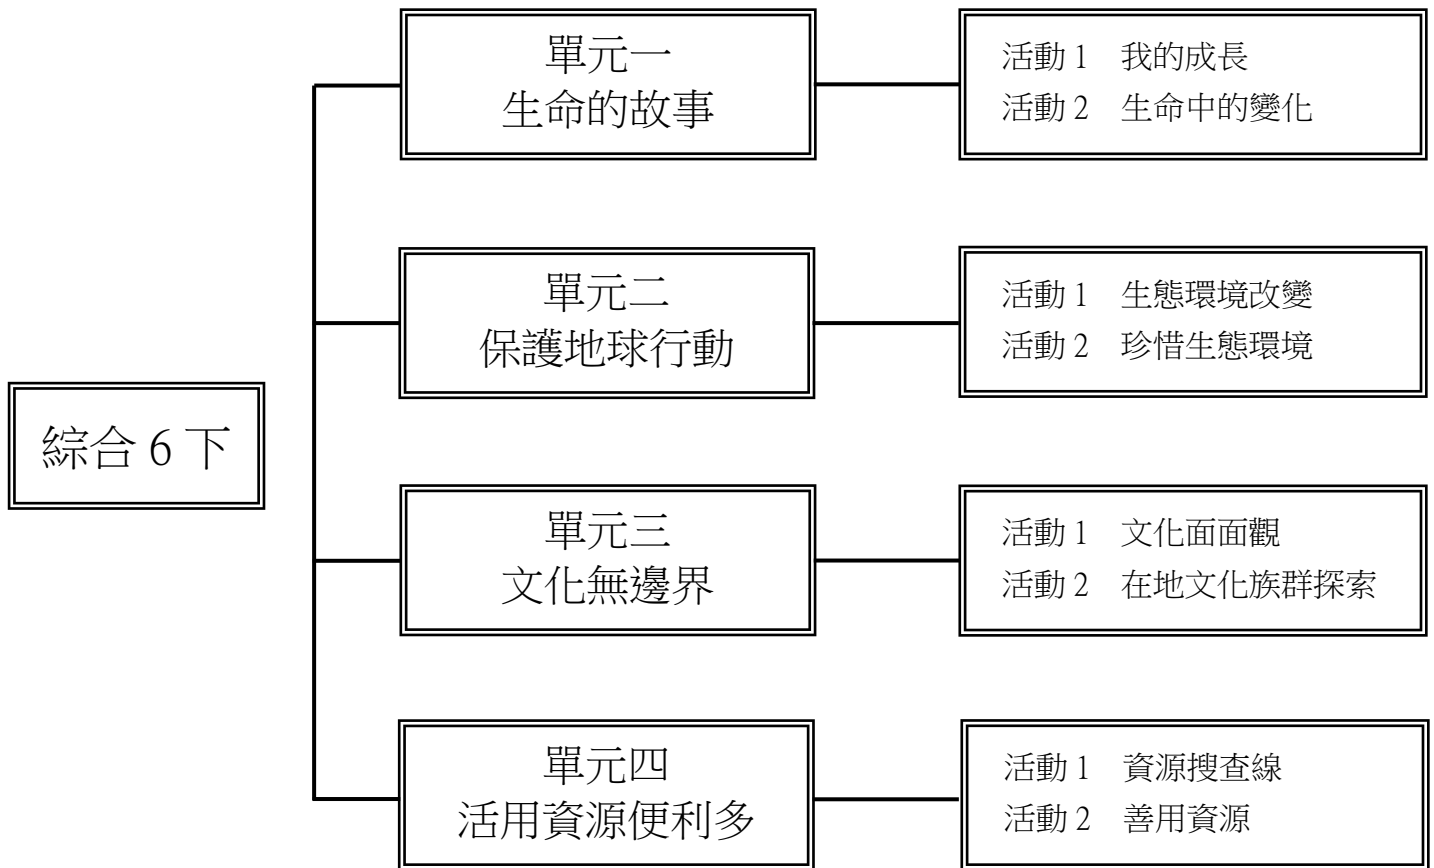 綜合 6 下
單元一
生命的故事
活動 1　我的成長
活動 2　生命中的變化
單元二
保護地球行動
活動 1　生態環境改變
活動 2　珍惜生態環境
單元三
文化無邊界
活動 1　文化面面觀
活動 2　在地文化族群探索
單元四
活用資源便利多
活動 1　資源搜查線
活動 2　善用資源